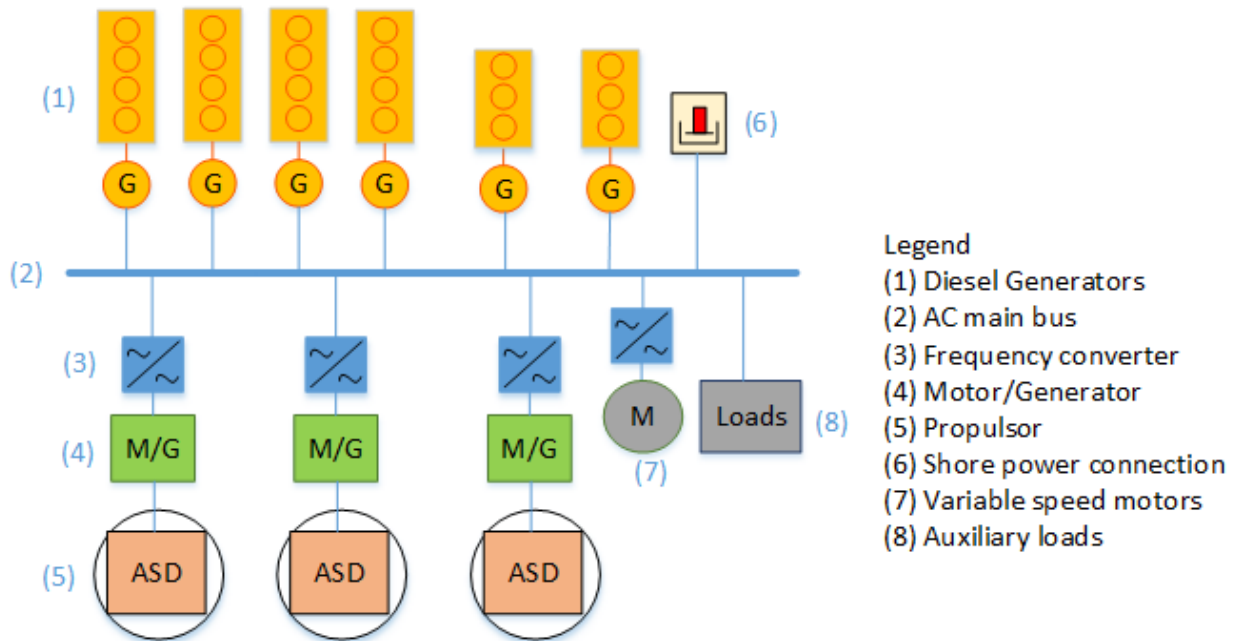 (1)
G
G
G
G
G
G
(6)
(2)
(3)
(4)
M/G
M/G
M/G
M
Loads
(8)
(7)
(5)
ASD
ASD
ASD
Legend
(1) Diesel Generators
(2) AC main bus
(3) Frequency converter
(4) Motor/Generator
(5) Propulsor
(6) Shore power connection
(7) Variable speed motors
(8) Auxiliary loads